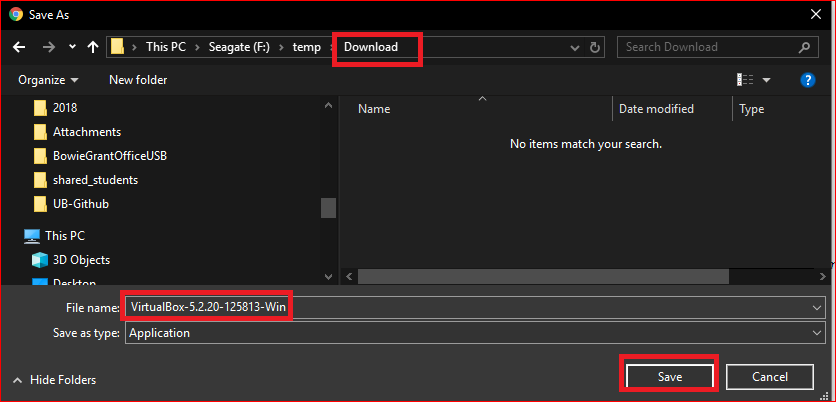 Save As
This PC > Seagate (F:) > temp > Download
Search Download
Organize
New folder
?
2018
Attachments
BowieGrantOfficeUSB
shared_students
UB-Github
This PC
3D Objects
Desktop
Name
Date modified
Type
No items match your search.
File name: VirtualBox-5.2.20-125813-Win
Save as type: Application
Hide Folders
Save
Cancel